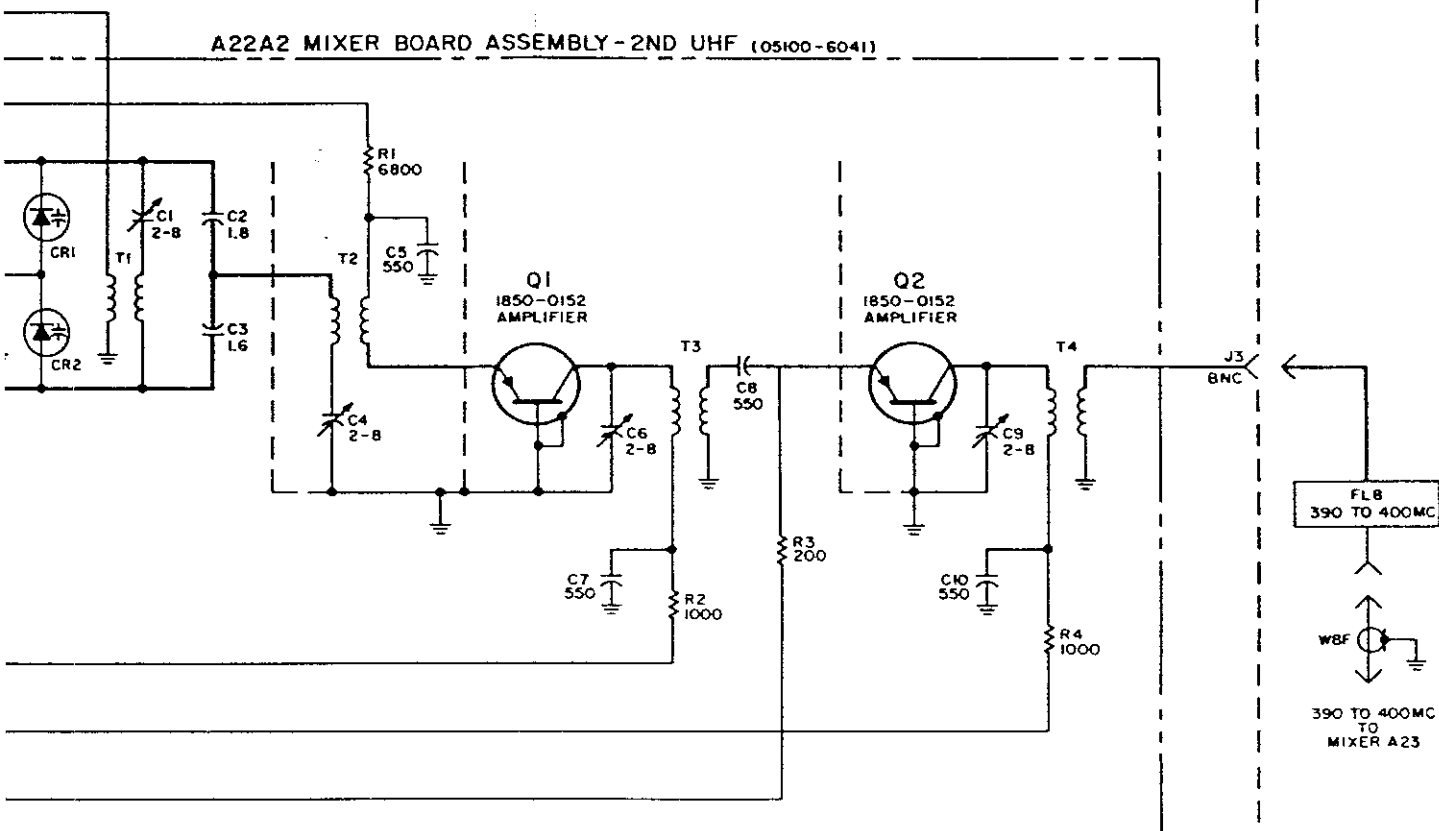 A22A2 MIXER BOARD ASSEMBLY-2ND UHF (05100-6041)
R1
6800
C1
2-8
C2
1.8
CR1
T1
T2
C5
550
Q1
1850-0152
AMPLIFIER
Q2
1850-0152
AMPLIFIER
C3
1.6
CR2
T3
C8
550
T4
J3
BNC
C4
2-8
C6
2-8
C9
2-8
FL8
390 TO 400MC
R3
200
C7
550
R2
1000
C10
550
R4
1000
W8F
390 TO 400MC
TO
MIXER A23